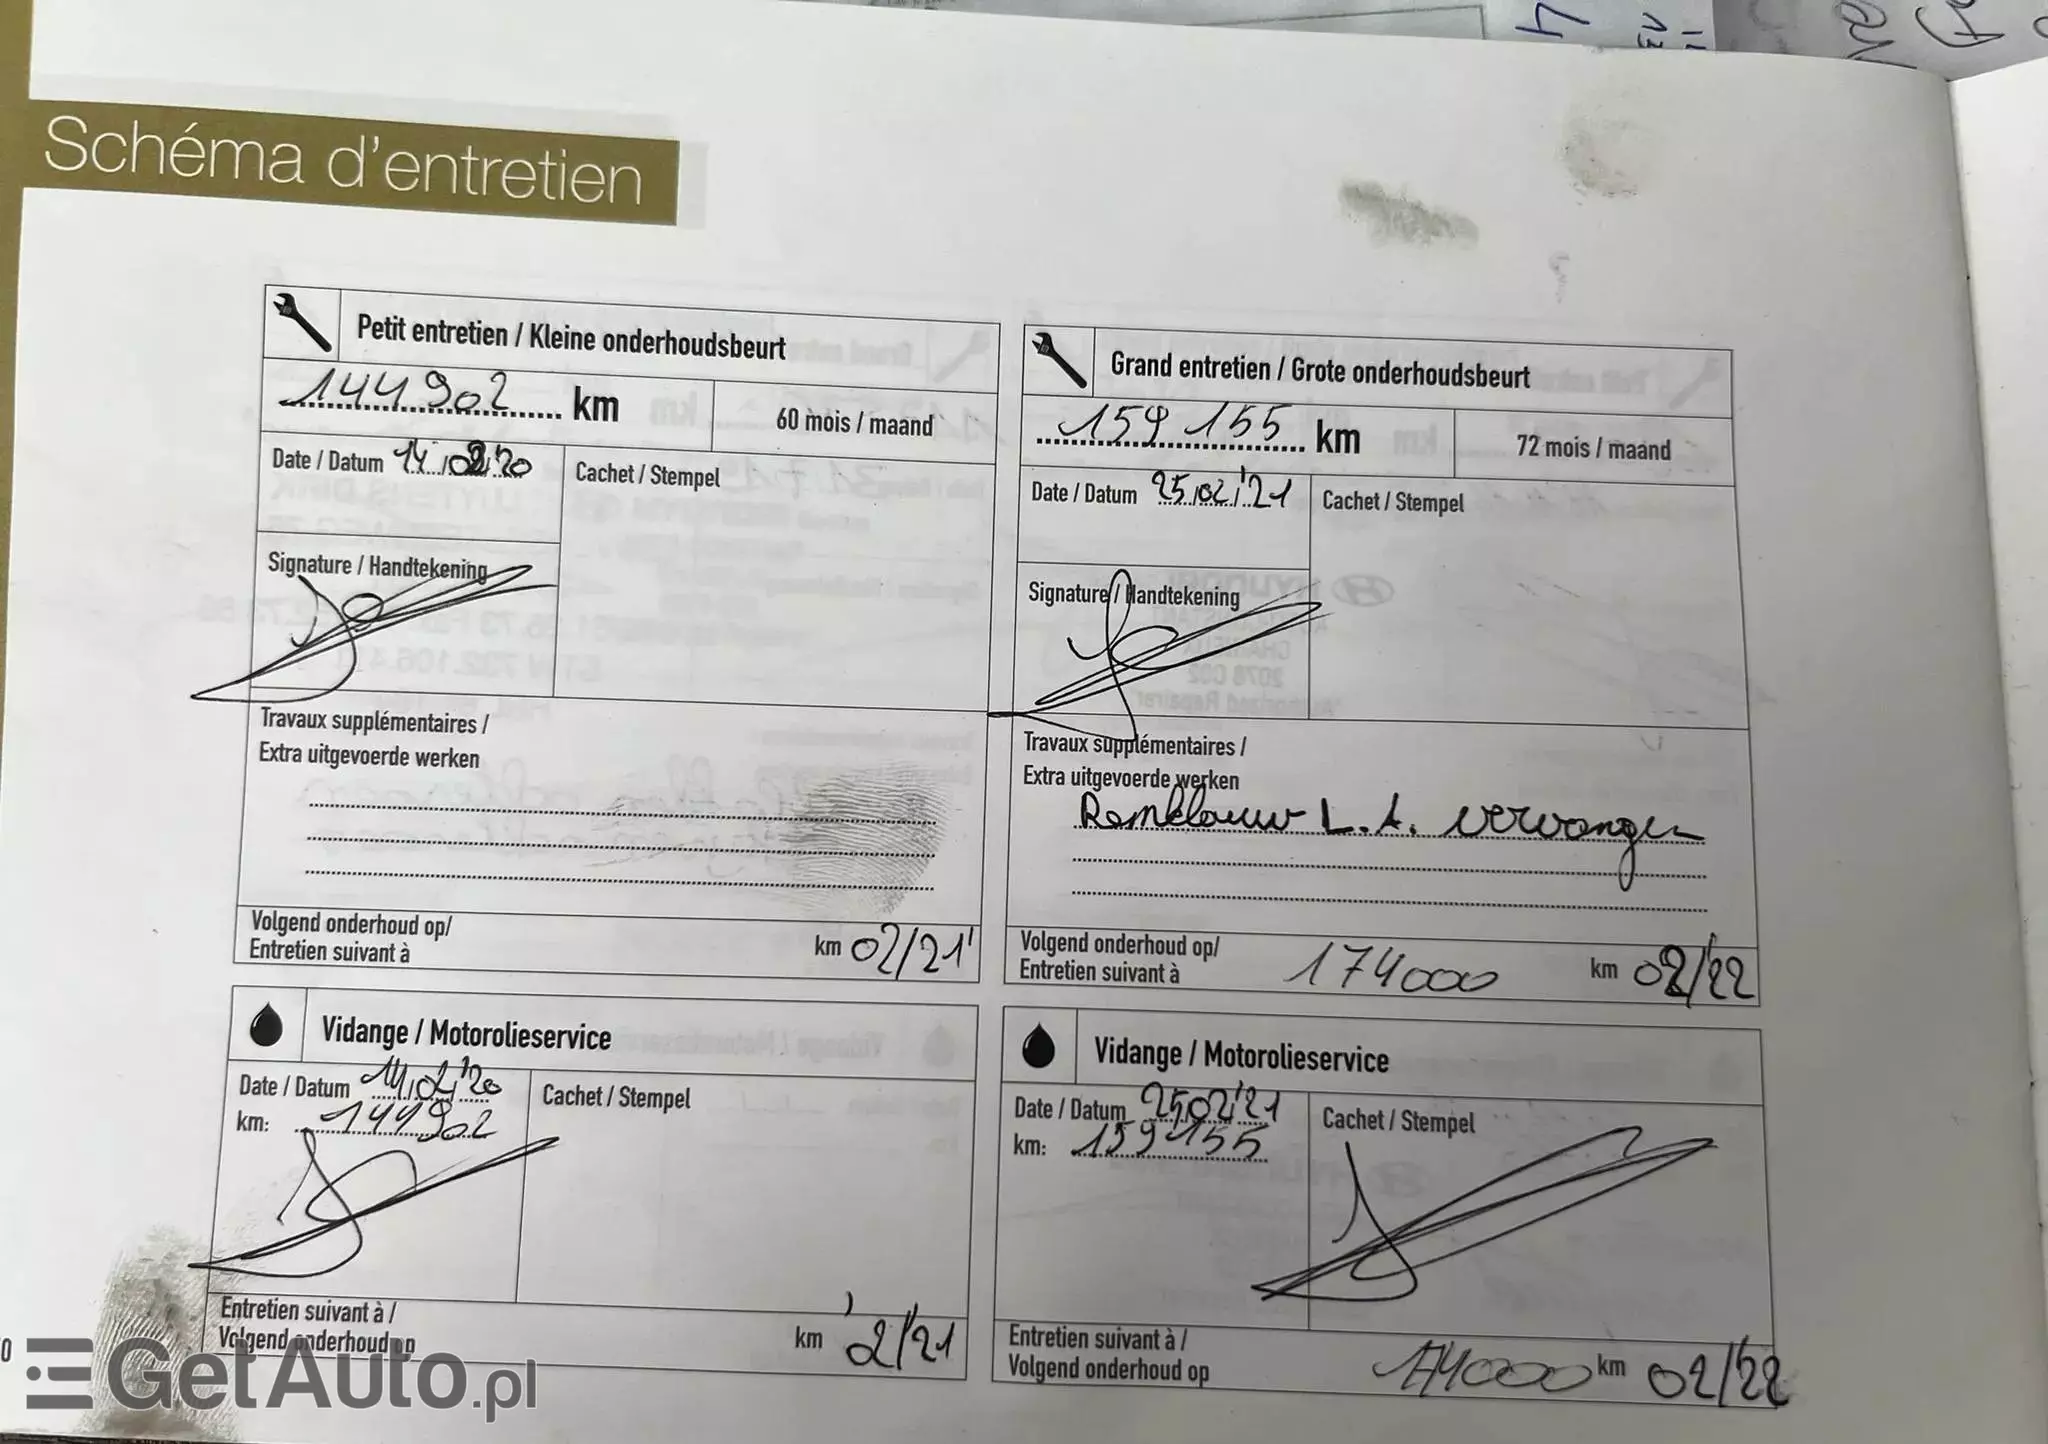 Schéma d'entretien
Petit entretien / Kleine onderhoudsbeurt
144 902 km
60 mois / maand
Date / Datum 14/02/'20
Cachet / Stempel
Signature / Handtekening
Travaux supplémentaires /
Extra uitgevoerde werken
Volgend onderhoud op/
Entretien suivant à
km 02/21'
Grand entretien / Grote onderhoudsbeurt
159 155 km
72 mois / maand
Date / Datum 25/02/'21
Cachet / Stempel
Signature / Handtekening
Travaux supplémentaires /
Extra uitgevoerde werken
Remklauw L.A. vervangen
Volgend onderhoud op/
Entretien suivant à
174000 km 02/'22
Vidange / Motorolieservice
Date / Datum 14/02/'20
km: 144902
Cachet / Stempel
Entretien suivant à /
Volgend onderhoud op
km 2/'21
Vidange / Motorolieservice
Date / Datum 25/02/'21
km: 159155
Cachet / Stempel
Entretien suivant à /
Volgend onderhoud op
174000 km 02/'22
GetAuto.pl